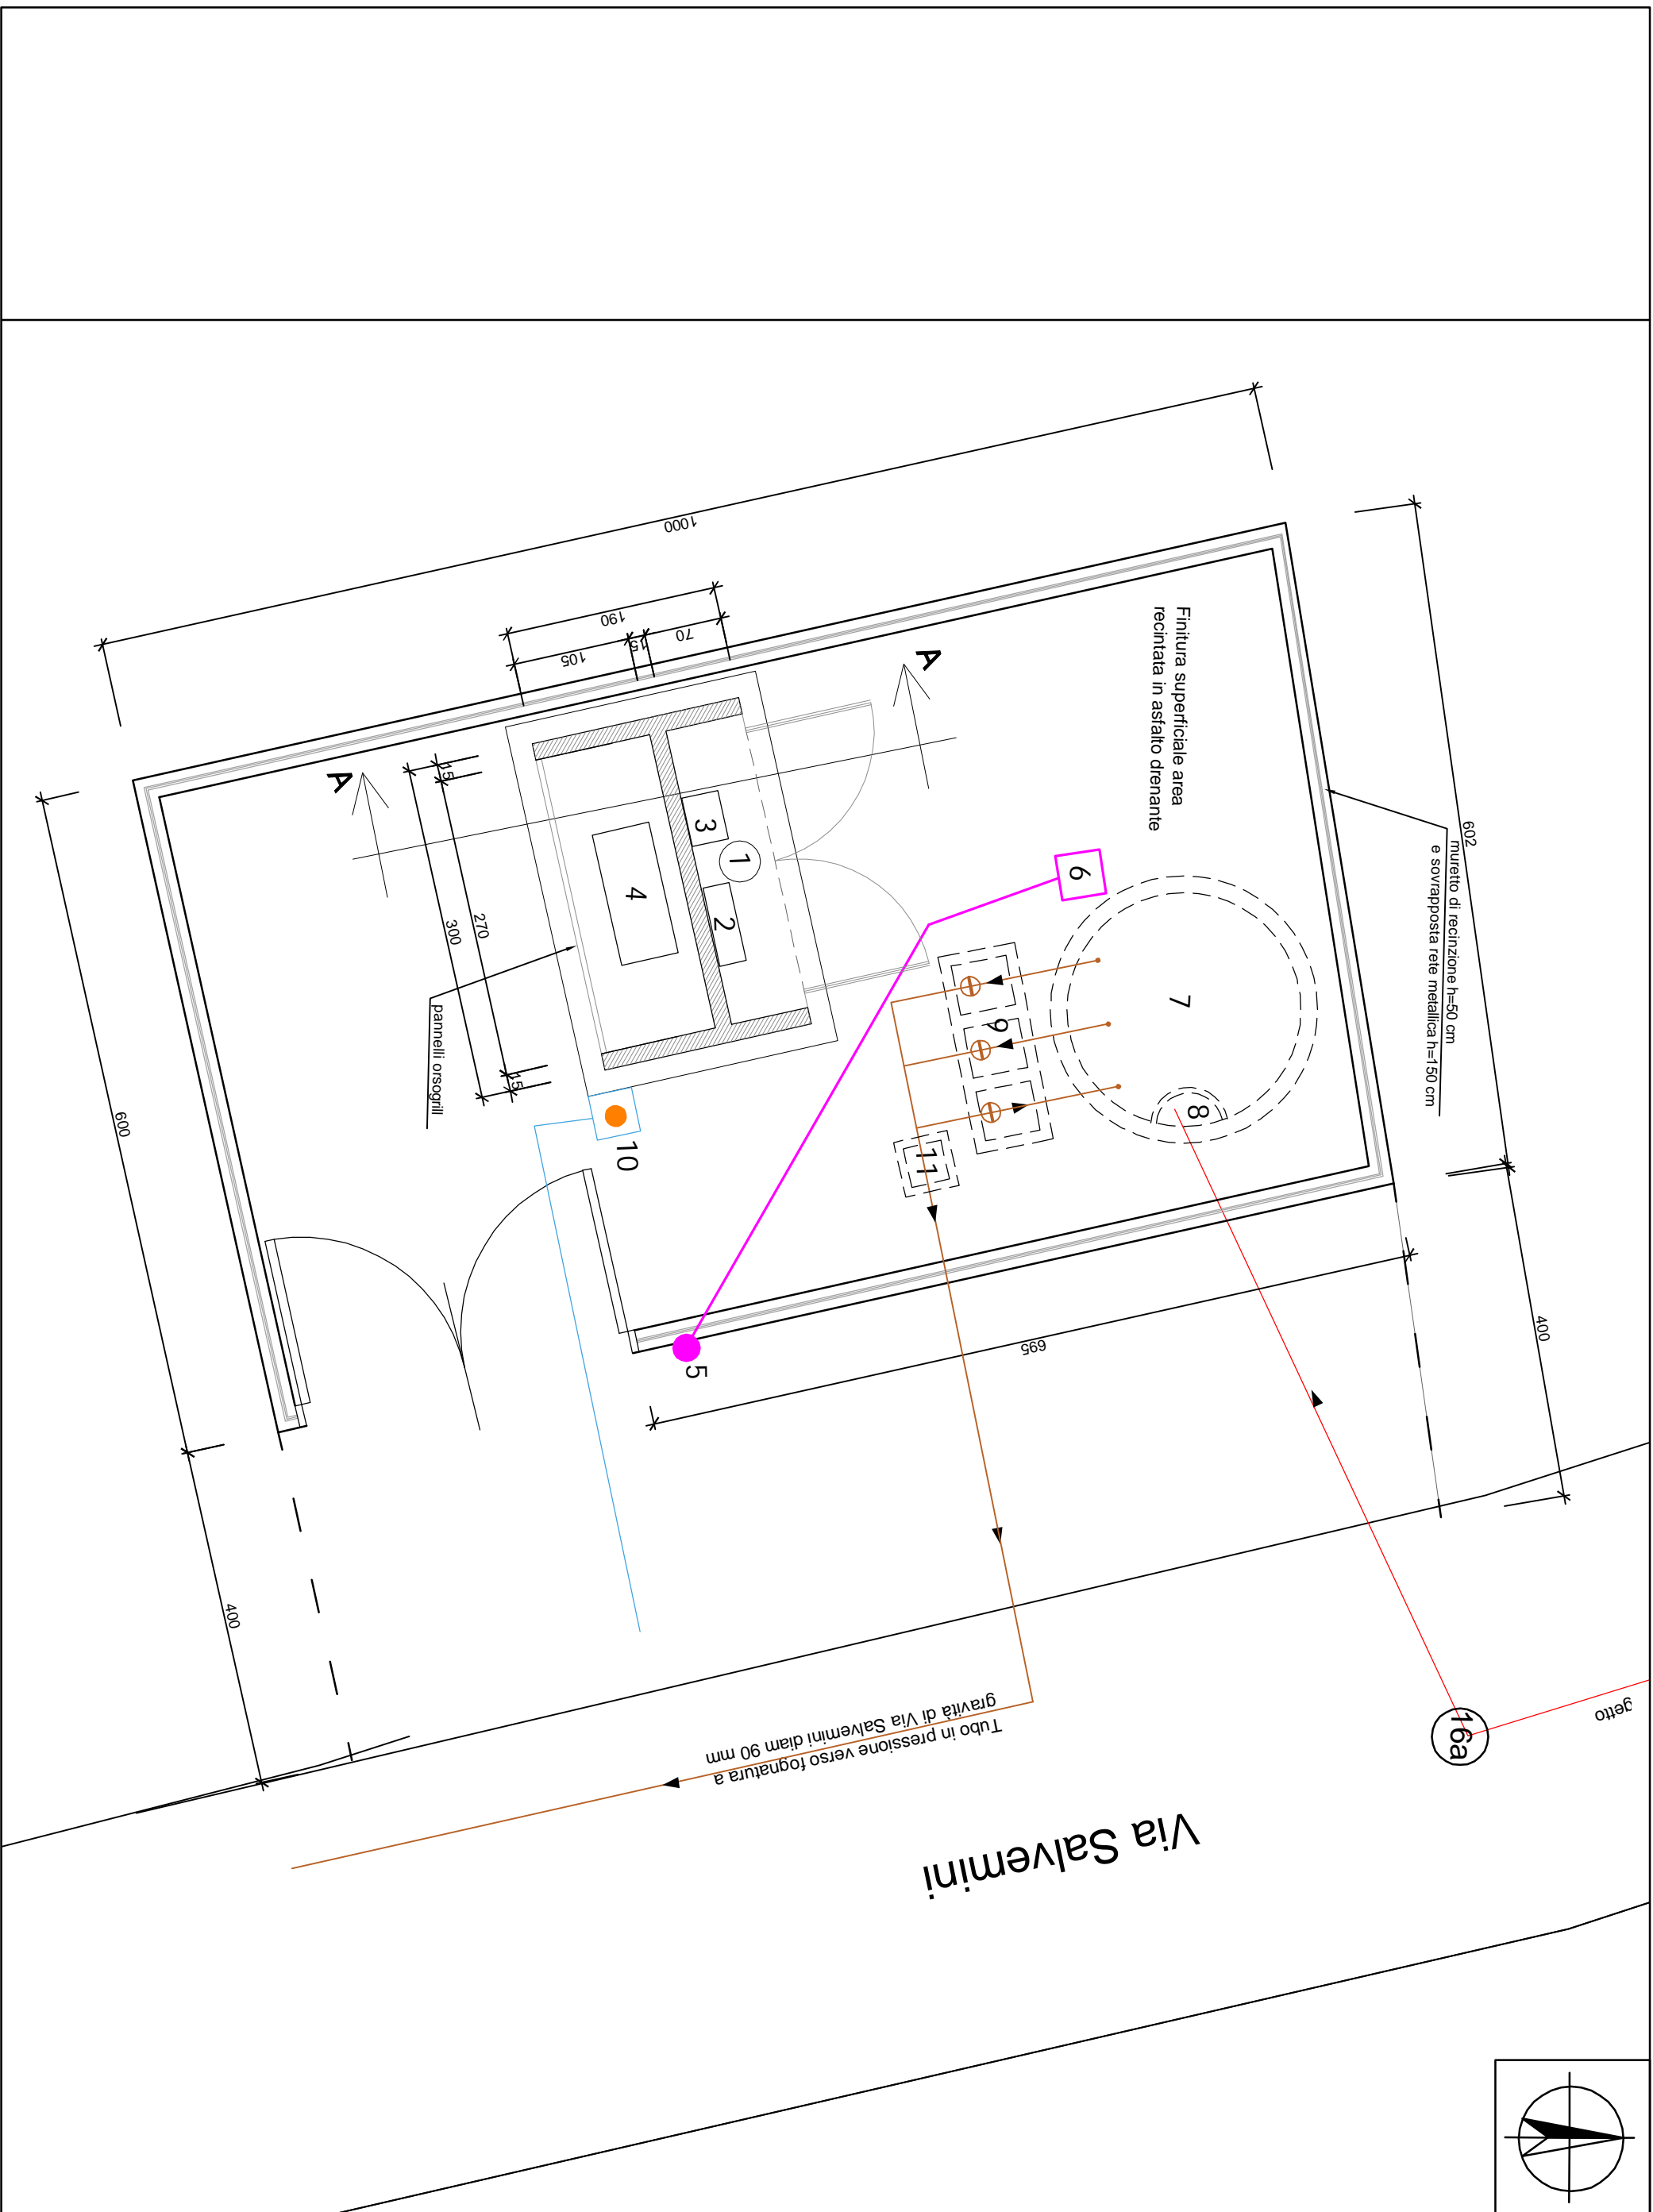 1000
190
105
15
70
A
A
Finitura superficiale area
recintata in asfalto drenante
muretto di recinzione h=50 cm
e sovrapposta rete metallica h=150 cm
602
400
15
270
300
15
pannelli orsogrill
600
400
695
1
2
3
4
5
6
7
8
9
10
11
16a
getto
Tubo in pressione verso fognatura a
gravità di Via Salvemini diam 90 mm
Via Salvemini